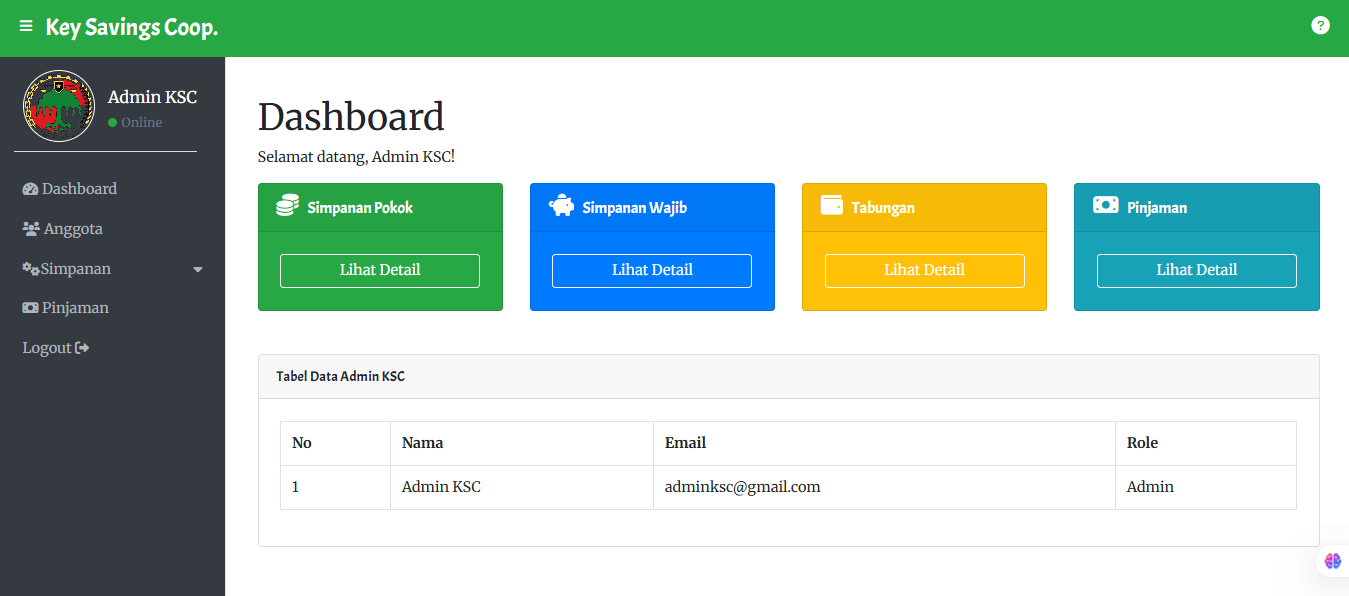 Key Savings Coop.
?
Admin KSC
Online
Dashboard
Anggota
Simpanan
Pinjaman
Logout
Dashboard
Selamat datang, Admin KSC!
Simpanan Pokok
Lihat Detail
Simpanan Wajib
Lihat Detail
Tabungan
Lihat Detail
Pinjaman
Lihat Detail
Tabel Data Admin KSC
No Nama Email Role
1 Admin KSC adminksc@gmail.com Admin